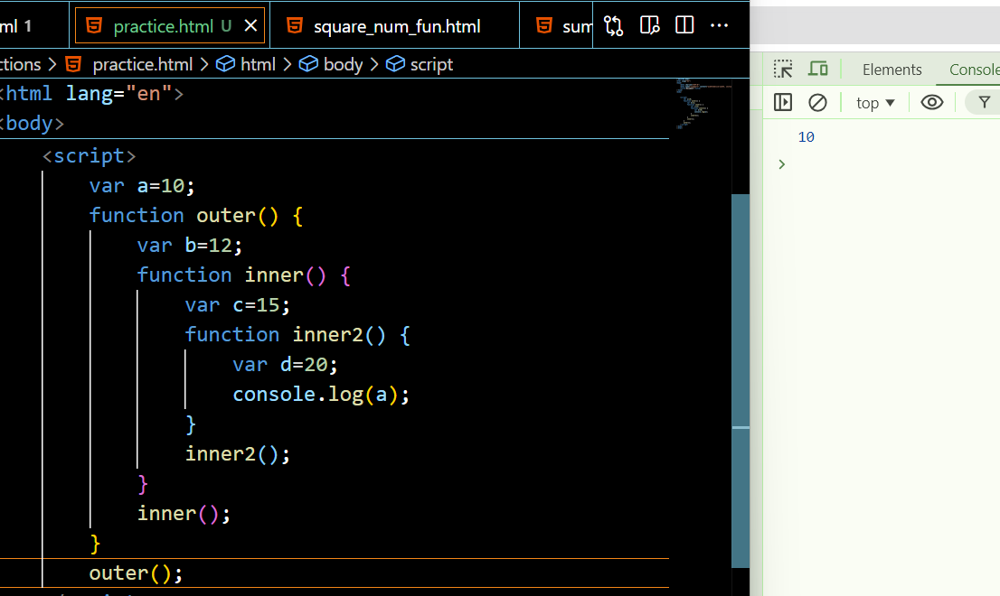 ml 1 practice.html U square_num_fun.html sum
ctions > practice.html > html > body > script
<html lang="en">
<body>
<script>
var a=10;
function outer() {
var b=12;
function inner() {
var c=15;
function inner2() {
var d=20;
console.log(a);
}
inner2();
}
inner();
}
outer();
Elements Console
top
10
>